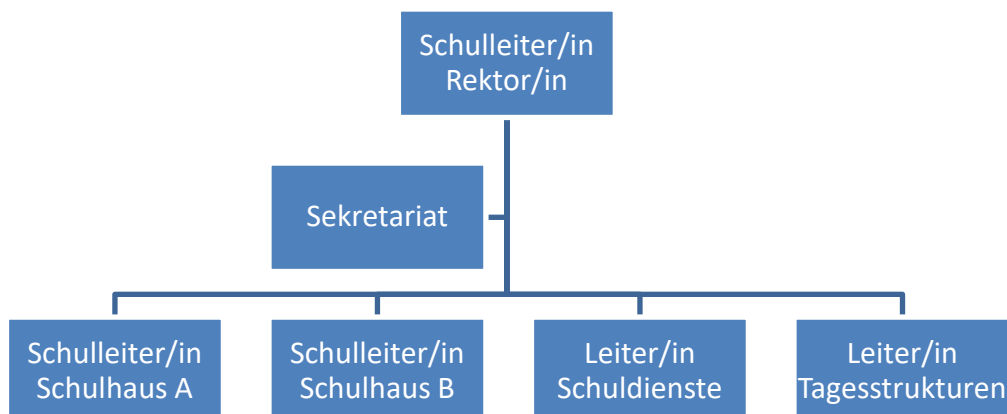 Schulleiter/in
Rektor/in
Sekretariat
Schulleiter/in
Schulhaus A
Schulleiter/in
Schulhaus B
Leiter/in
Schuldienste
Leiter/in
Tagesstrukturen